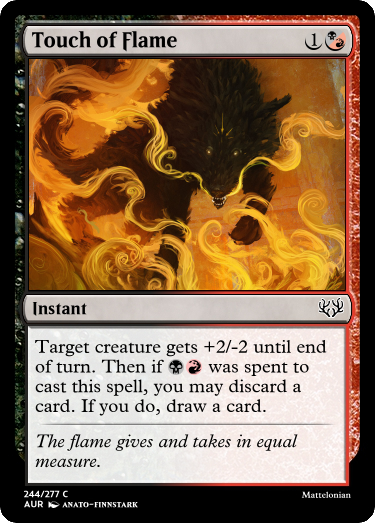 Touch of Flame 1
Instant
Target creature gets +2/-2 until end
of turn. Then if was spent to
cast this spell, you may discard a
card. If you do, draw a card.
The flame gives and takes in equal
measure.
244/277 C
AUR ANATO-FINNSTARK Mattelonian